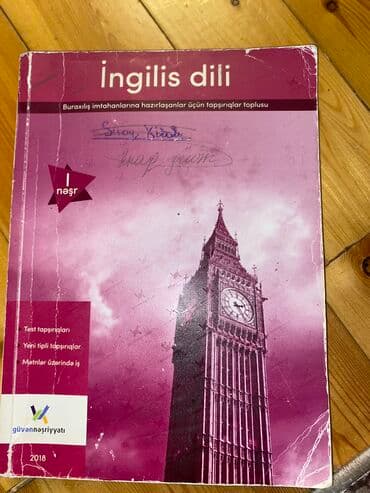 İngilis dili
Buraxılış imtahanlarına hazırlaşanlar üçün tapşırıqlar toplusu
I
nəşr
Test tapşırıqları
Yeni tipli tapşırıqlar
Mətnlər üzərində iş
güvənnəşriyyatı
2018